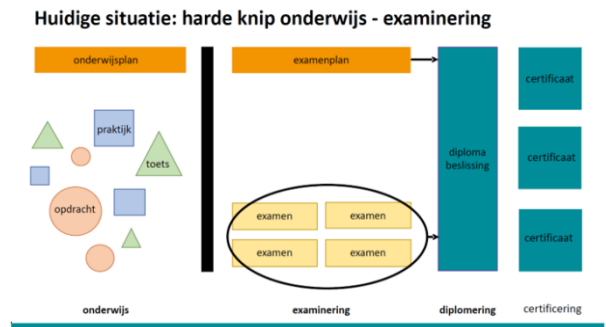 Huidige situatie: harde knip onderwijs - examinering
onderwijsplan
examenplan
certificaat
praktijk
toets
opdracht
diploma
beslissing
certificaat
examen
examen
examen
examen
certificaat
onderwijs
examinering
diplomering
certificering